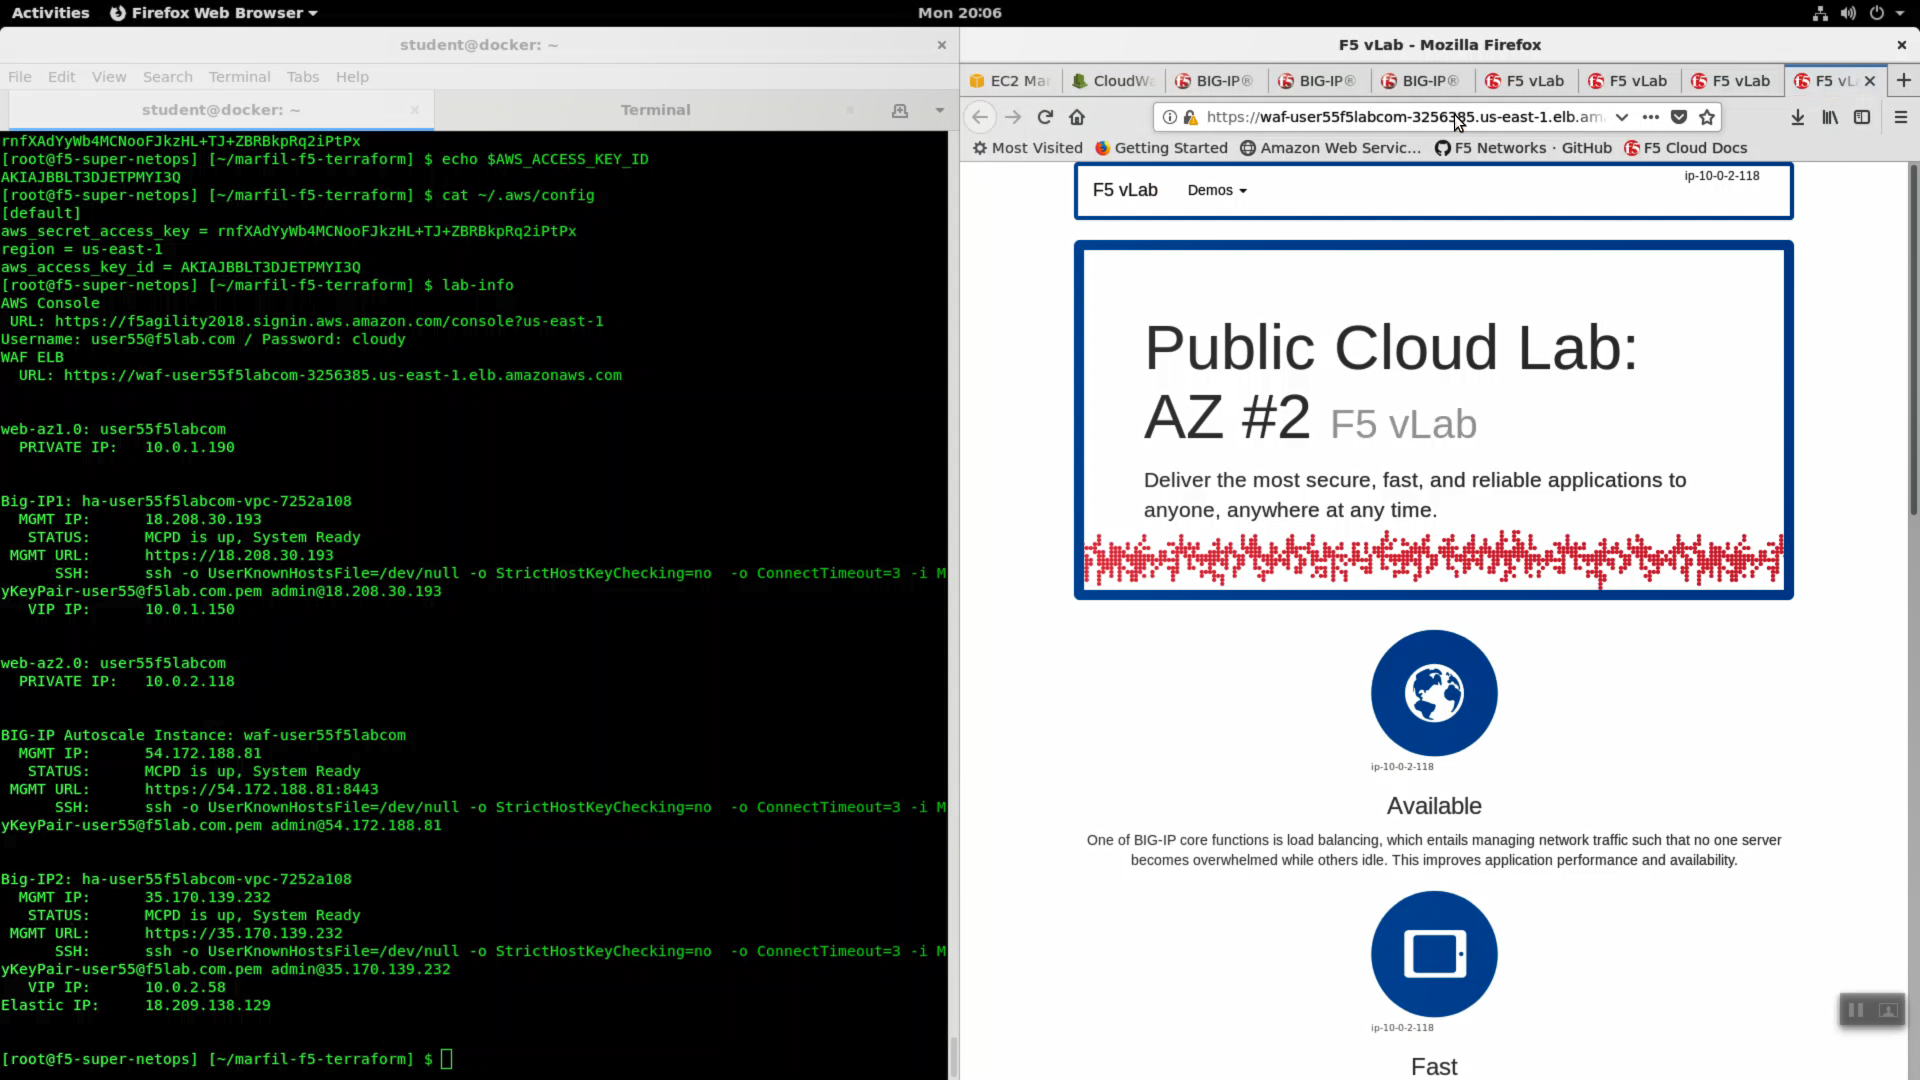 Activities Firefox Web Browser Mon 20:06
student@docker: ~
File Edit View Search Terminal Tabs Help
student@docker: ~ Terminal
rnfXAdYyWb4MCNooFJkzHL+TJ+ZBRBkpRq2iPtPx
[root@f5-super-netops] [~/marfil-f5-terraform] $ echo $AWS_ACCESS_KEY_ID
AKIAJBBLT3DJETPMYI3Q
[root@f5-super-netops] [~/marfil-f5-terraform] $ cat ~/.aws/config
[default]
aws_secret_access_key = rnfXAdYyWb4MCNooFJkzHL+TJ+ZBRBkpRq2iPtPx
region = us-east-1
aws_access_key_id = AKIAJBBLT3DJETPMYI3Q
[root@f5-super-netops] [~/marfil-f5-terraform] $ lab-info
AWS Console
URL: https://f5agility2018.signin.aws.amazon.com/console?us-east-1
Username: user55@f5lab.com / Password: cloudy
WAF ELB
URL: https://waf-user55f5labcom-3256385.us-east-1.elb.amazonaws.com
web-az1.0: user55f5labcom
PRIVATE IP: 10.0.1.190
Big-IP1: ha-user55f5labcom-vpc-7252a108
MGMT IP: 18.208.30.193
STATUS: MCPD is up, System Ready
MGMT URL: https://18.208.30.193
SSH: ssh -o UserKnownHostsFile=/dev/null -o StrictHostKeyChecking=no -o ConnectTimeout=3 -i M
yKeyPair-user55@f5lab.com.pem admin@18.208.30.193
VIP IP: 10.0.1.150
web-az2.0: user55f5labcom
PRIVATE IP: 10.0.2.118
BIG-IP Autoscale Instance: waf-user55f5labcom
MGMT IP: 54.172.188.81
STATUS: MCPD is up, System Ready
MGMT URL: https://54.172.188.81:8443
SSH: ssh -o UserKnownHostsFile=/dev/null -o StrictHostKeyChecking=no -o ConnectTimeout=3 -i M
yKeyPair-user55@f5lab.com.pem admin@54.172.188.81
Big-IP2: ha-user55f5labcom-vpc-7252a108
MGMT IP: 35.170.139.232
STATUS: MCPD is up, System Ready
MGMT URL: https://35.170.139.232
SSH: ssh -o UserKnownHostsFile=/dev/null -o StrictHostKeyChecking=no -o ConnectTimeout=3 -i M
yKeyPair-user55@f5lab.com.pem admin@35.170.139.232
VIP IP: 10.0.2.58
Elastic IP: 18.209.138.129
[root@f5-super-netops] [~/marfil-f5-terraform] $
F5 vLab - Mozilla Firefox
EC2 Ma CloudWa BIG-IP® BIG-IP® BIG-IP® F5 vLab F5 vLab F5 vLab F5 vL
https://waf-user55f5labcom-3256385.us-east-1.elb.am
Most Visited Getting Started Amazon Web Servic... F5 Networks · GitHub F5 Cloud Docs
F5 vLab Demos ip-10-0-2-118
Public Cloud Lab:
AZ #2 F5 vLab
Deliver the most secure, fast, and reliable applications to
anyone, anywhere at any time.
ip-10-0-2-118
Available
One of BIG-IP core functions is load balancing, which entails managing network traffic such that no one server
becomes overwhelmed while others idle. This improves application performance and availability.
ip-10-0-2-118
Fast